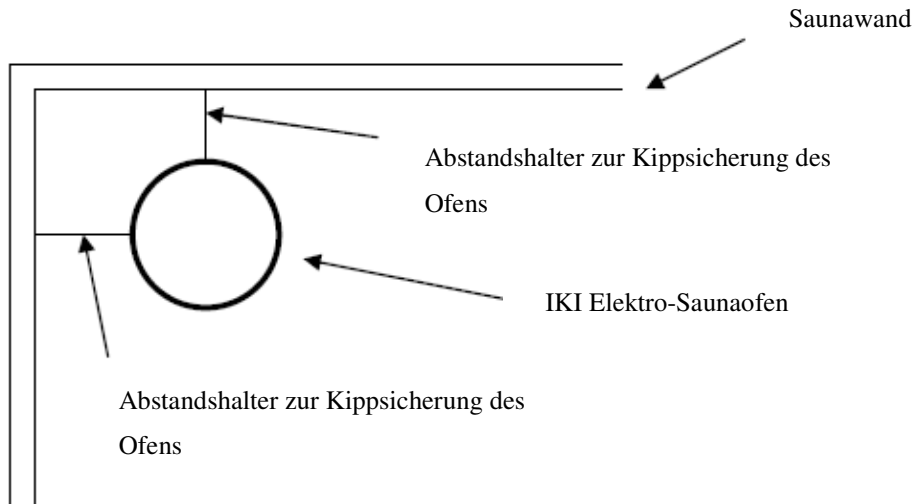 Saunawand
Abstandshalter zur Kippsicherung des
Ofens
IKI Elektro-Saunaofen
Abstandshalter zur Kippsicherung des
Ofens